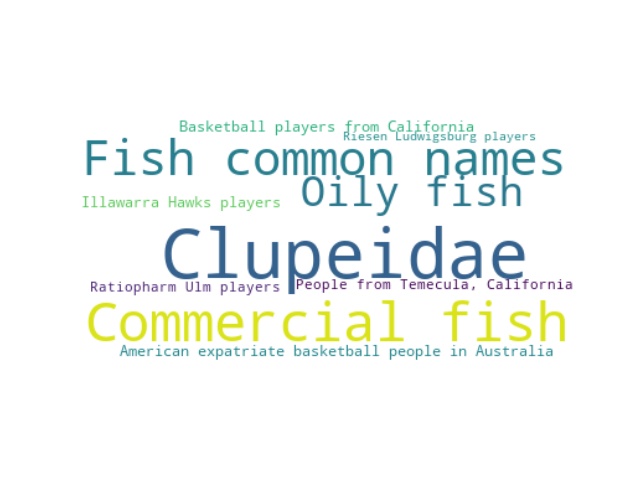 Basketball players from California
Riesen Ludwigsburg players
Fish common names
Oily fish
Illawarra Hawks players
Clupeidae
Ratiopharm Ulm players
People from Temecula, California
Commercial fish
American expatriate basketball people in Australia